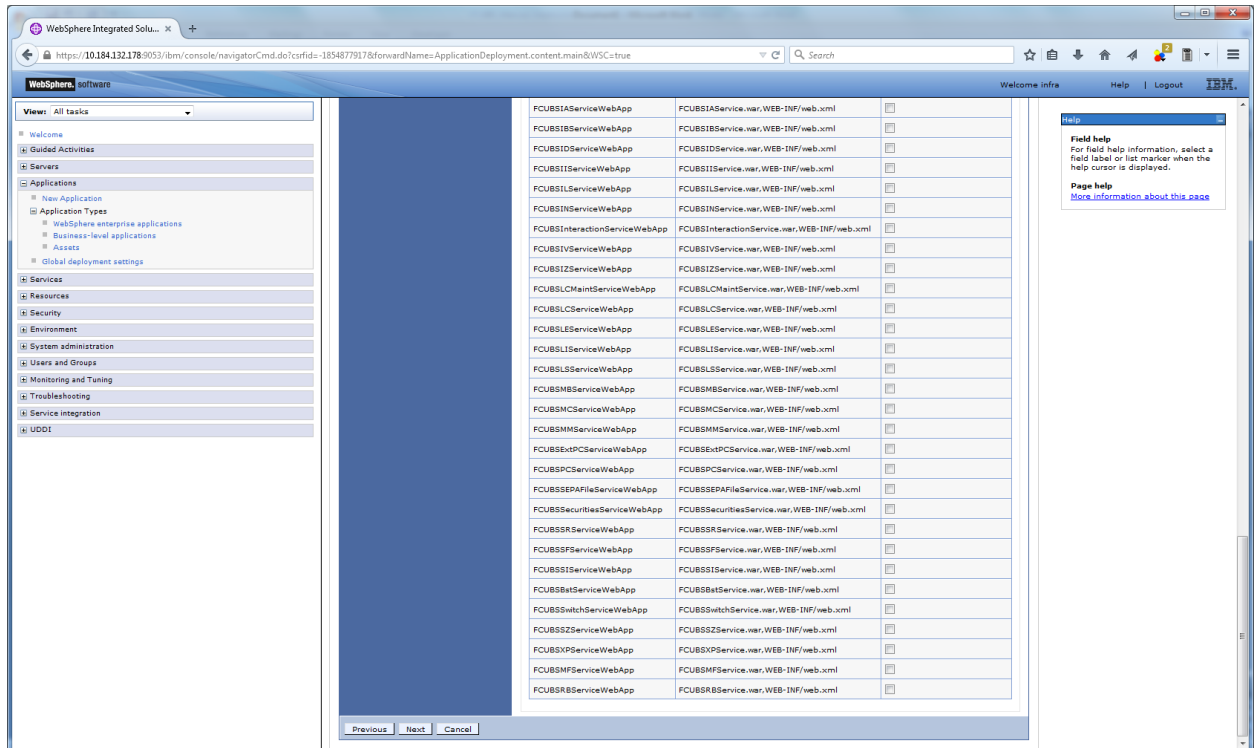 WebSphere Integrated Solu... × +
https://10.184.132.178:9053/ibm/console/navigatorCmd.do?csrfid=-1854877917&forwardName=ApplicationDeployment.content.main&WSC=true
Search
2
WebSphere. software
Welcome infra
Help | Logout
IBM.
View: All tasks
Welcome
Guided Activities
Servers
Applications
New Application
Application Types
WebSphere enterprise applications
Business-level applications
Assets
Global deployment settings
Services
Resources
Security
Environment
System administration
Users and Groups
Monitoring and Tuning
Troubleshooting
Service integration
UDDI
FCUBSIAServiceWebApp FCUBSIAService.war,WEB-INF/web.xml
FCUBSIBServiceWebApp FCUBSIBService.war,WEB-INF/web.xml
FCUBSIDServiceWebApp FCUBSIDService.war,WEB-INF/web.xml
FCUBSIIServiceWebApp FCUBSIIService.war,WEB-INF/web.xml
FCUBSILServiceWebApp FCUBSILService.war,WEB-INF/web.xml
FCUBSINServiceWebApp FCUBSINService.war,WEB-INF/web.xml
FCUBSInteractionServiceWebApp FCUBSInteractionService.war,WEB-INF/web.xml
FCUBSIVServiceWebApp FCUBSIVService.war,WEB-INF/web.xml
FCUBSIZServiceWebApp FCUBSIZService.war,WEB-INF/web.xml
FCUBSLCMaintServiceWebApp FCUBSLCMaintService.war,WEB-INF/web.xml
FCUBSLCServiceWebApp FCUBSLCService.war,WEB-INF/web.xml
FCUBSLEServiceWebApp FCUBSLEService.war,WEB-INF/web.xml
FCUBSLIServiceWebApp FCUBSLIService.war,WEB-INF/web.xml
FCUBSLSServiceWebApp FCUBSLSService.war,WEB-INF/web.xml
FCUBSMBServiceWebApp FCUBSMBService.war,WEB-INF/web.xml
FCUBSMCServiceWebApp FCUBSMCService.war,WEB-INF/web.xml
FCUBSMMServiceWebApp FCUBSMMService.war,WEB-INF/web.xml
FCUBSExtPCServiceWebApp FCUBSExtPCService.war,WEB-INF/web.xml
FCUBSPCServiceWebApp FCUBSPCService.war,WEB-INF/web.xml
FCUBSSEPAFileServiceWebApp FCUBSSEPAFileService.war,WEB-INF/web.xml
FCUBSSecuritiesServiceWebApp FCUBSSecuritiesService.war,WEB-INF/web.xml
FCUBSSRServiceWebApp FCUBSSRService.war,WEB-INF/web.xml
FCUBSSFServiceWebApp FCUBSSFService.war,WEB-INF/web.xml
FCUBSSIServiceWebApp FCUBSSIService.war,WEB-INF/web.xml
FCUBSBstServiceWebApp FCUBSBstService.war,WEB-INF/web.xml
FCUBSSwitchServiceWebApp FCUBSSwitchService.war,WEB-INF/web.xml
FCUBSSZServiceWebApp FCUBSSZService.war,WEB-INF/web.xml
FCUBSXPServiceWebApp FCUBSXPService.war,WEB-INF/web.xml
FCUBSMFServiceWebApp FCUBSMFService.war,WEB-INF/web.xml
FCUBSRBServiceWebApp FCUBSRBService.war,WEB-INF/web.xml
Previous Next Cancel
Help
Field help
For field help information, select a
field label or list marker when the
help cursor is displayed.
Page help
More information about this page